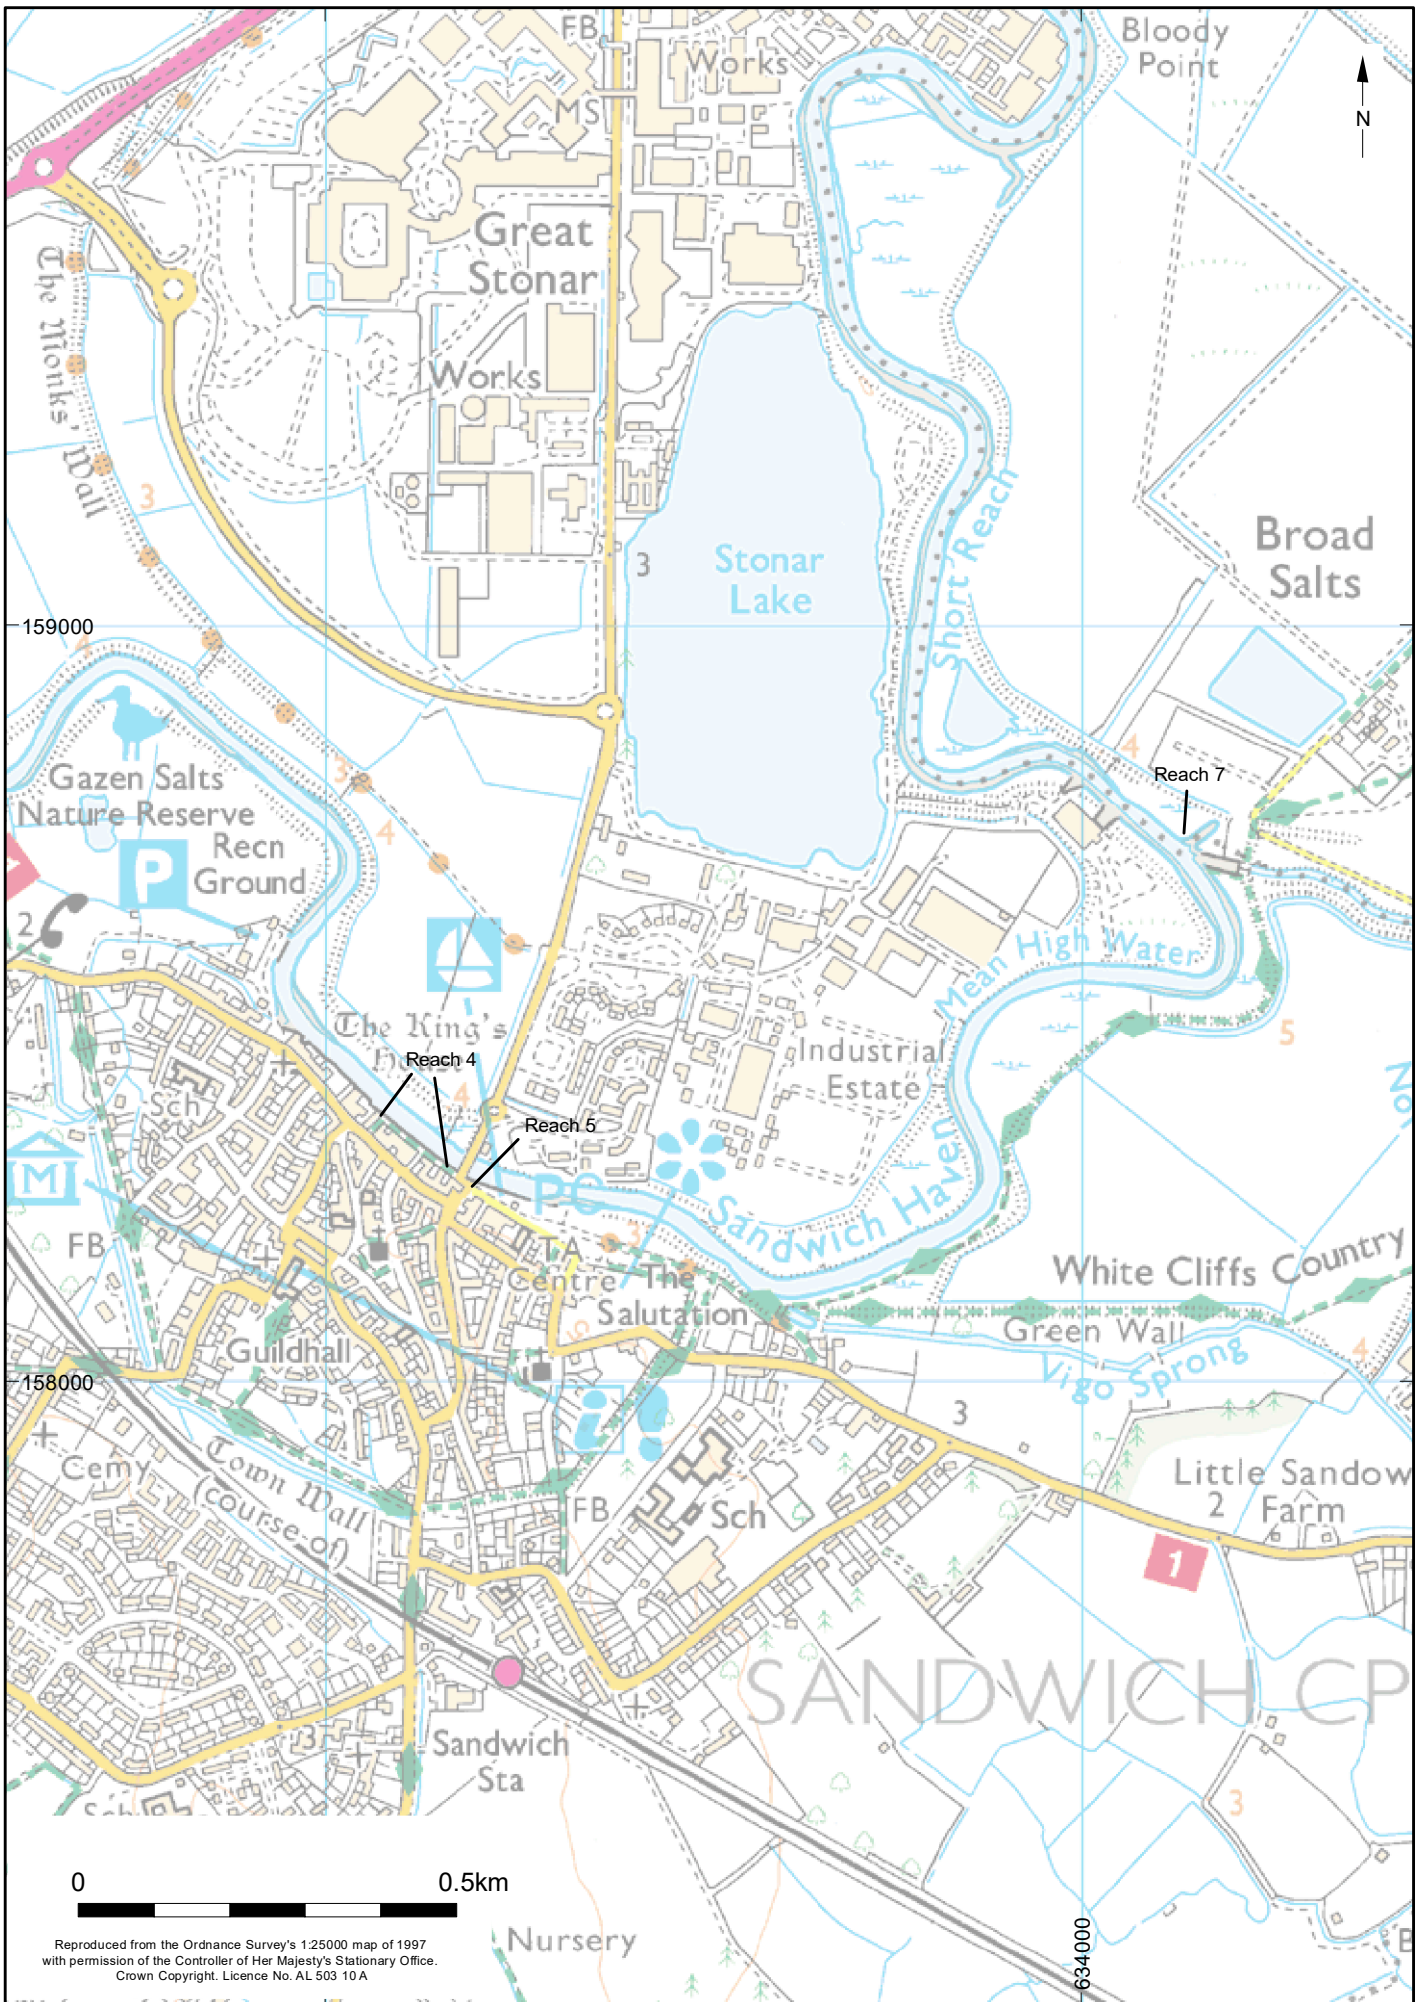 FB
Works
Bloody
Point
N
MS
Great
Stonar
The Monks' Wall
Works
3
Short Reach
Broad
Salts
3
Stonar
Lake
159000
4
Gazen Salts
Nature Reserve
3
4
Reach 7
4
Recn
Ground
P
1
2
Mean High Water
The King's
Reach 4
4
Industrial
Estate
5
Sch
Reach 5
M
PC
Sandwich Haven
FB
TA
Centre
3
The
Salutation
White Cliffs Country
Green Wall
Guildhall
Vigo Sprong
4
158000
i
3
Cemy
Town Wall
(course of)
FB
Sch
Little Sandow
Farm
2
1
SANDWICH CP
3
Sandwich
Sta
Sch
3
0
0.5km
Reproduced from the Ordnance Survey's 1:25000 map of 1997
with permission of the Controller of Her Majesty's Stationary Office.
Crown Copyright. Licence No. AL 503 10 A
Nursery
634000